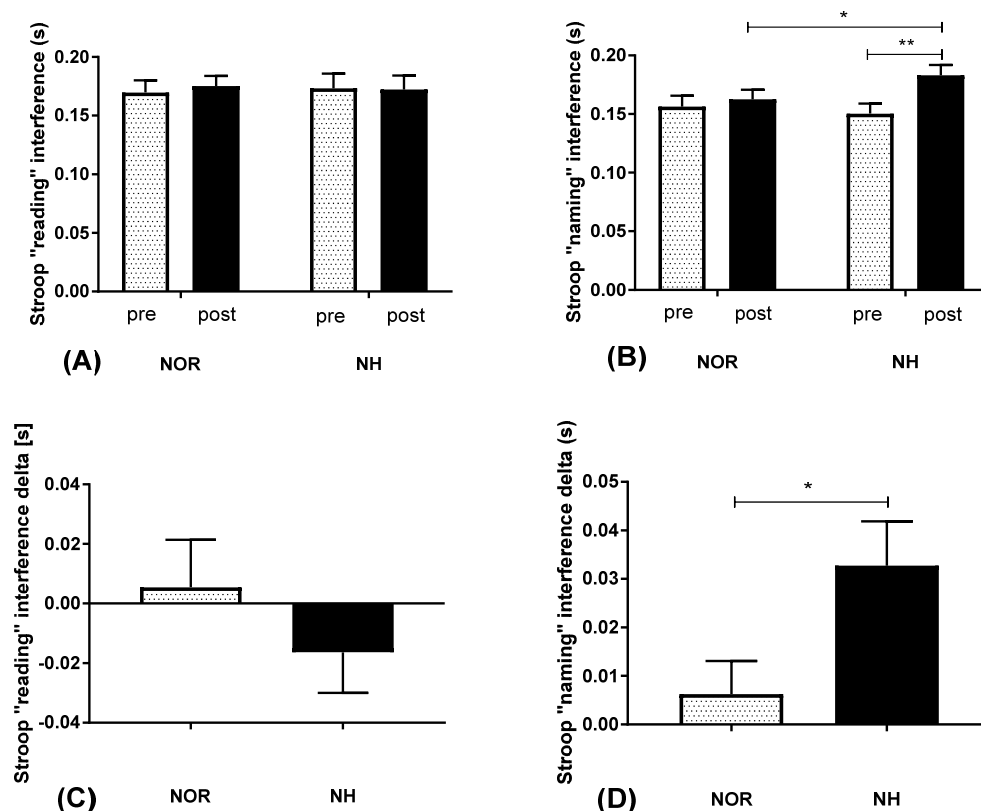 Stroop "reading" interference (s)
0.20
0.15
0.10
0.05
0.00
pre
post
pre
post
NOR
NH
(A)
Stroop "naming" interference (s)
0.20
0.15
0.10
0.05
0.00
*
**
pre
post
pre
post
NOR
NH
(B)
Stroop "reading" interference delta [s]
0.04
0.02
0.00
-0.02
-0.04
NOR
NH
(C)
Stroop "naming" interference delta (s)
0.05
0.04
0.03
0.02
0.01
0.00
*
NOR
NH
(D)